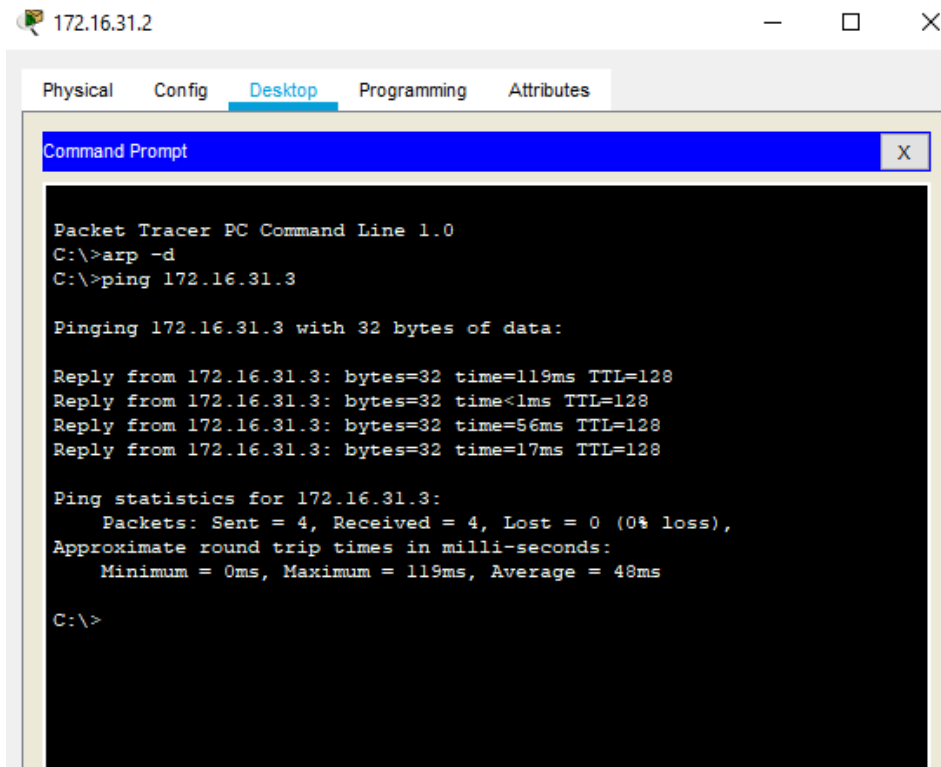 172.16.31.2
Physical Config Desktop Programming Attributes
Command Prompt X
Packet Tracer PC Command Line 1.0
C:\>arp -d
C:\>ping 172.16.31.3
Pinging 172.16.31.3 with 32 bytes of data:
Reply from 172.16.31.3: bytes=32 time=119ms TTL=128
Reply from 172.16.31.3: bytes=32 time<1ms TTL=128
Reply from 172.16.31.3: bytes=32 time=56ms TTL=128
Reply from 172.16.31.3: bytes=32 time=17ms TTL=128
Ping statistics for 172.16.31.3:
Packets: Sent = 4, Received = 4, Lost = 0 (0% loss),
Approximate round trip times in milli-seconds:
Minimum = 0ms, Maximum = 119ms, Average = 48ms
C:\>